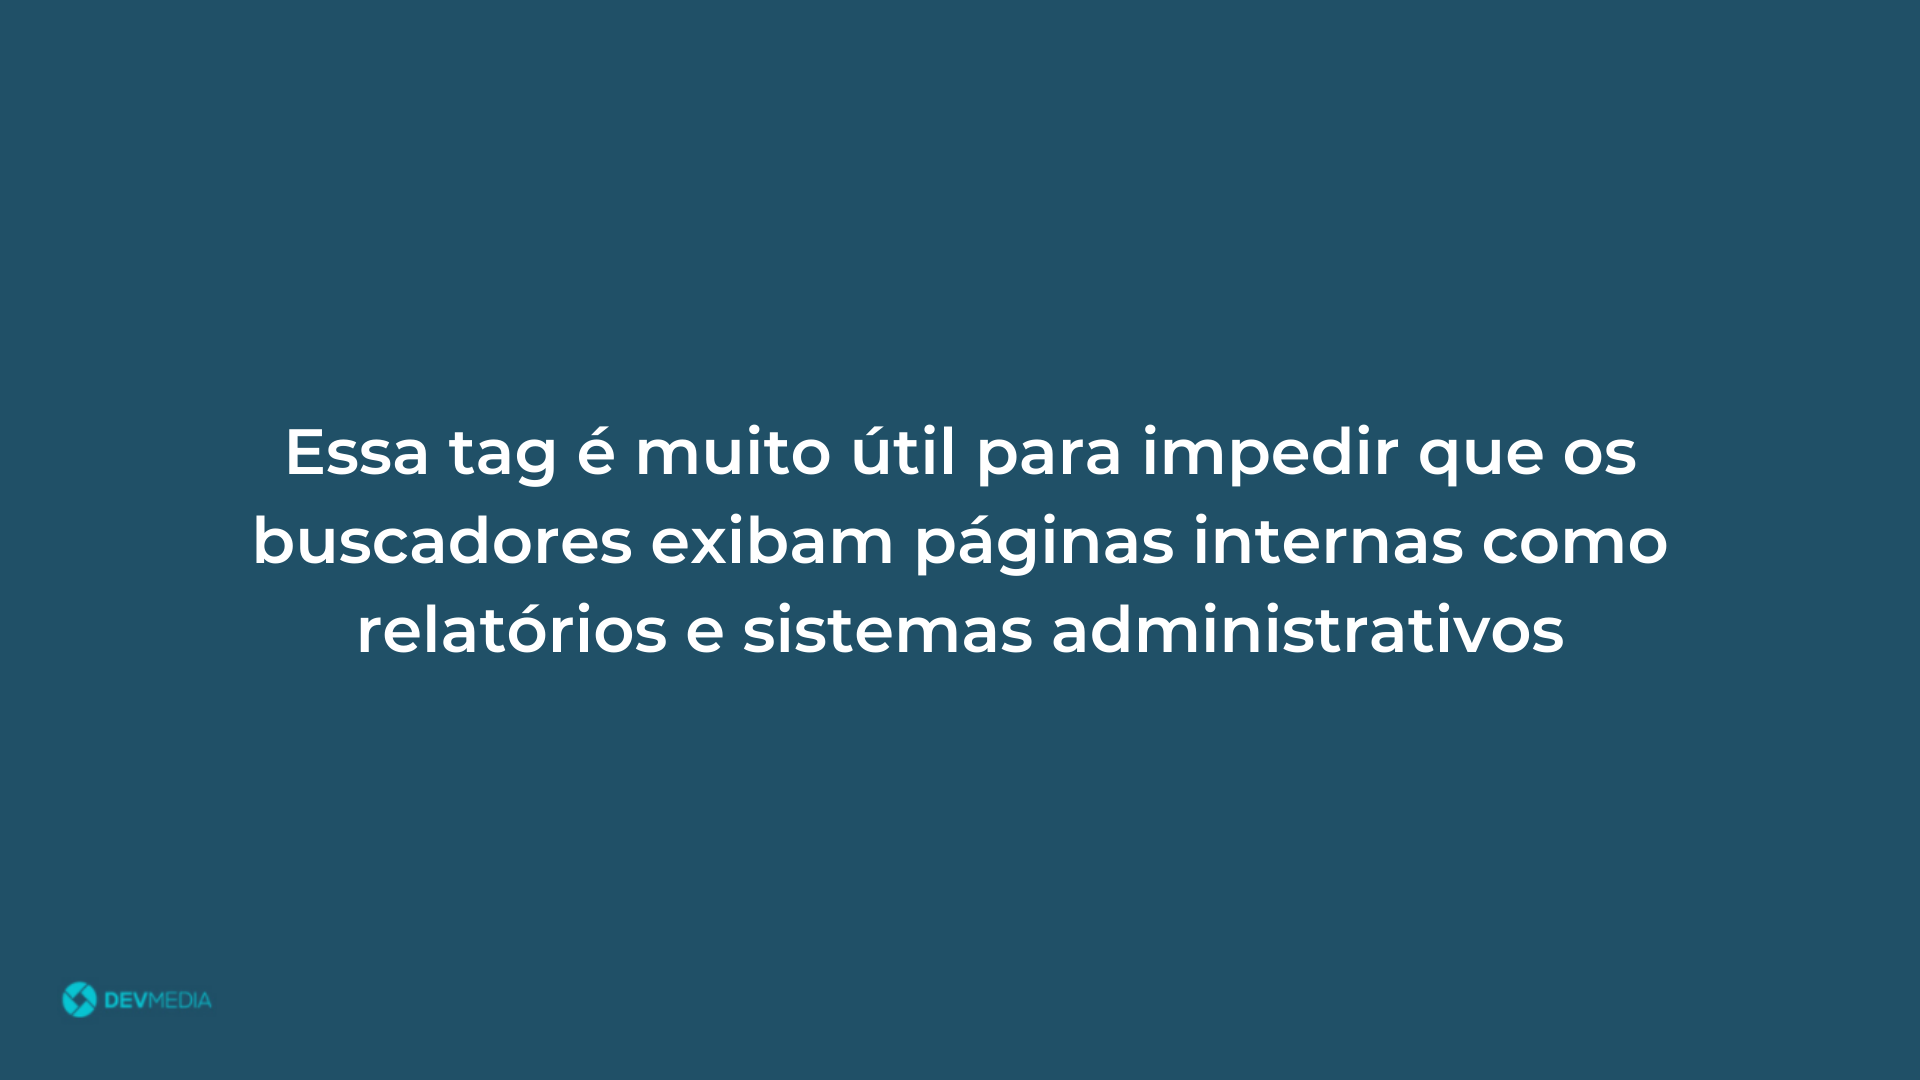 Essa tag é muito útil para impedir que os
buscadores exibam páginas internas como
relatórios e sistemas administrativos
DEVMEDIA